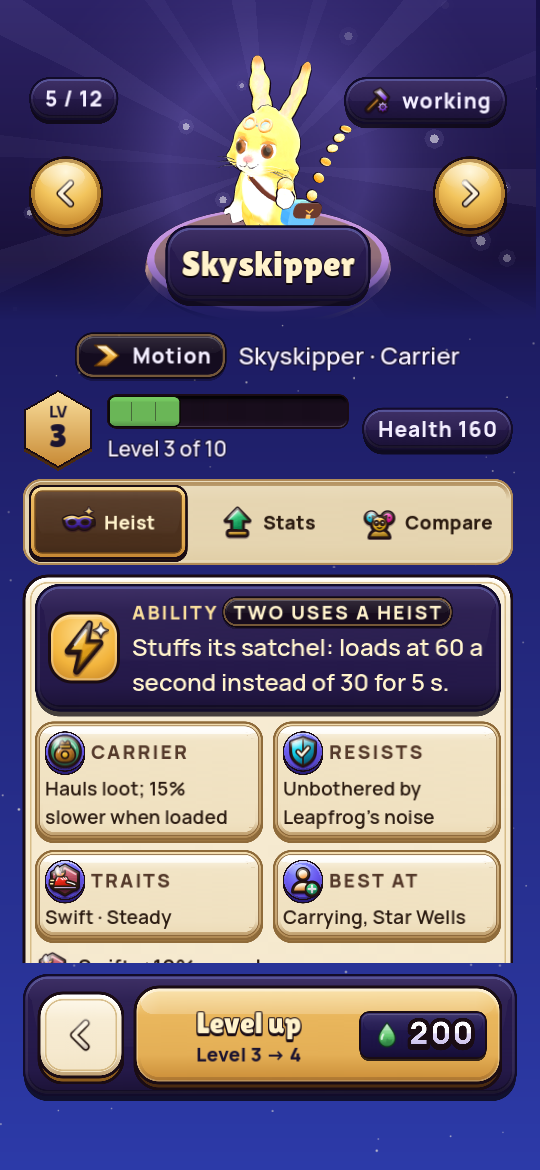 5 / 12
working
Skyskipper
Motion
Skyskipper · Carrier
LV
3
Level 3 of 10
Health 160
Heist
Stats
Compare
ABILITY TWO USES A HEIST
Stuffs its satchel: loads at 60 a
second instead of 30 for 5 s.
CARRIER
Hauls loot; 15%
slower when loaded
RESISTS
Unbothered by
Leapfrog's noise
TRAITS
Swift · Steady
BEST AT
Carrying, Star Wells
Level up
Level 3 → 4
200